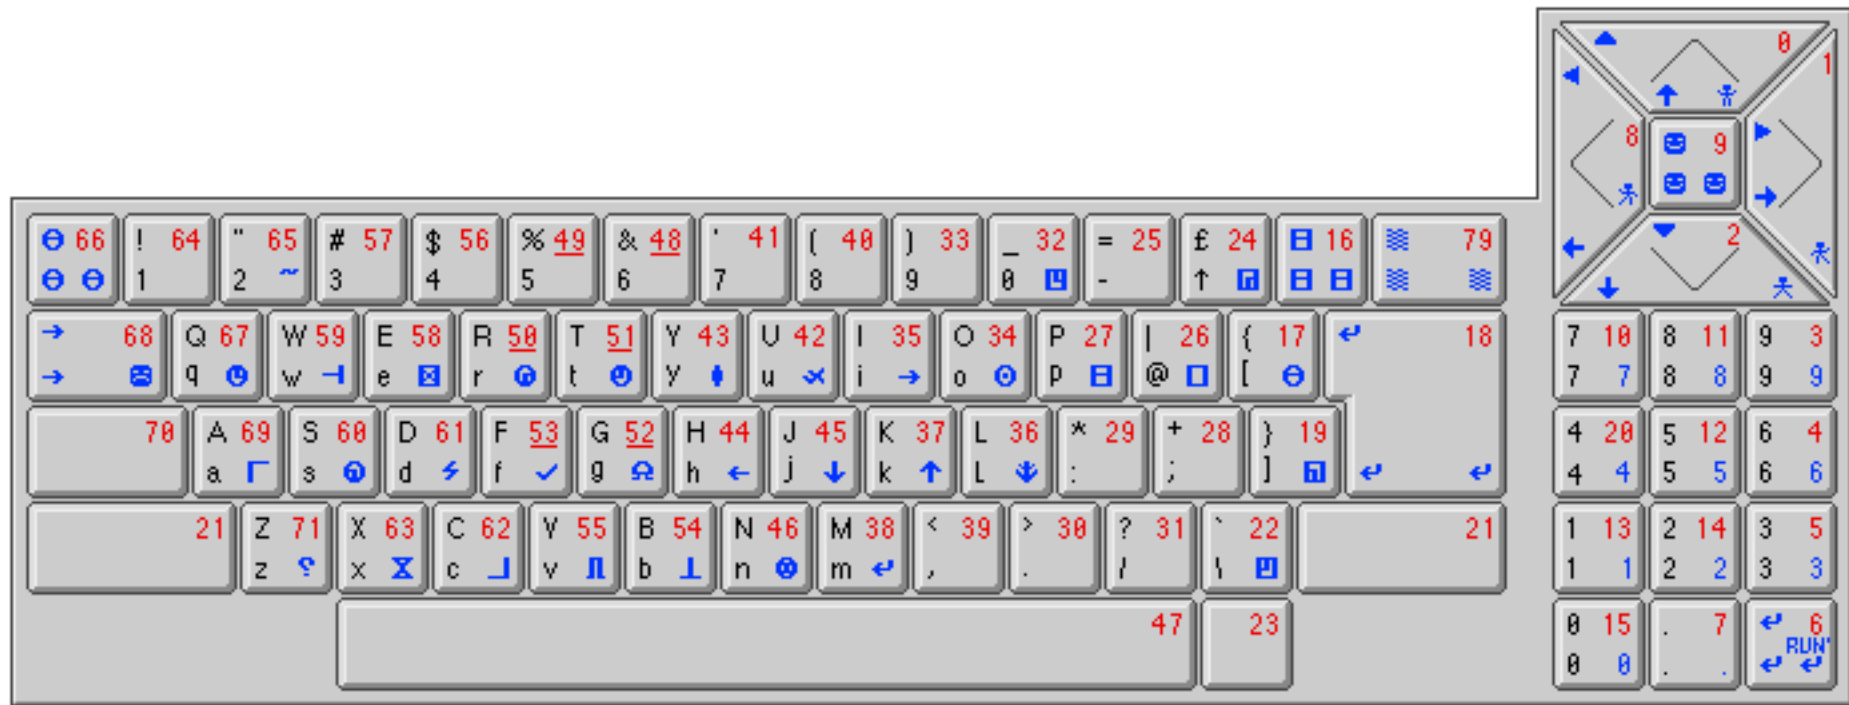 0
1
8 9
2
66 ! 64 " 65 # 57 $ 56 % 49 & 48 ' 41 ( 40 ) 33 _ 32 = 25 £ 24 16 79
1 2 ~ 3 4 5 6 7 8 9 0 - ↑
→ 68 Q 67 W 59 E 58 R 50 T 51 Y 43 U 42 I 35 O 34 P 27 | 26 { 17 ↵ 18 7 10 8 11 9 3
→ q w e r t y u i → o p @ [ 7 7 8 8 9 9
70 A 69 S 60 D 61 F 53 G 52 H 44 J 45 K 37 L 36 * 29 + 28 } 19 4 20 5 12 6 4
a s d f ✓ g Ω h ← j ↓ k ↑ L : ; ] ↵ ↵ 4 4 5 5 6 6
21 Z 71 X 63 C 62 V 55 B 54 N 46 M 38 < 39 > 30 ? 31 ` 22 21 1 13 2 14 3 5
z x c v b n m ↵ , . / \ 1 1 2 2 3 3
47 23 0 15 . 7 ↵ 6
RUN"
0 0 . . ↵ ↵